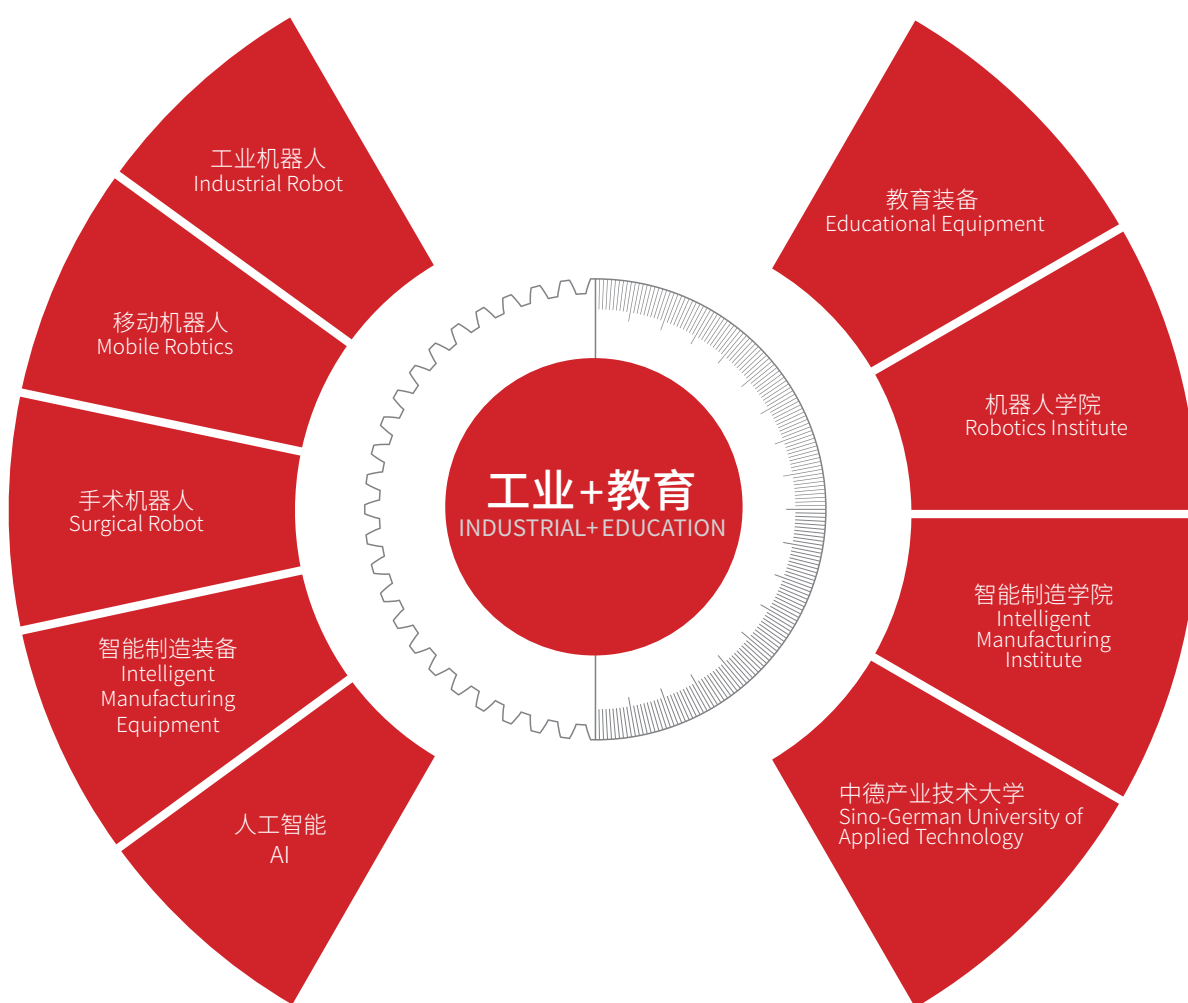 工业机器人
Industrial Robot
移动机器人
Mobile Robtics
手术机器人
Surgical Robot
智能制造装备
Intelligent
Manufacturing
Equipment
人工智能
AI
工业+教育
INDUSTRIAL+EDUCATION
教育装备
Educational Equipment
机器人学院
Robotics Institute
智能制造学院
Intelligent
Manufacturing
Institute
中德产业技术大学
Sino-German University of
Applied Technology